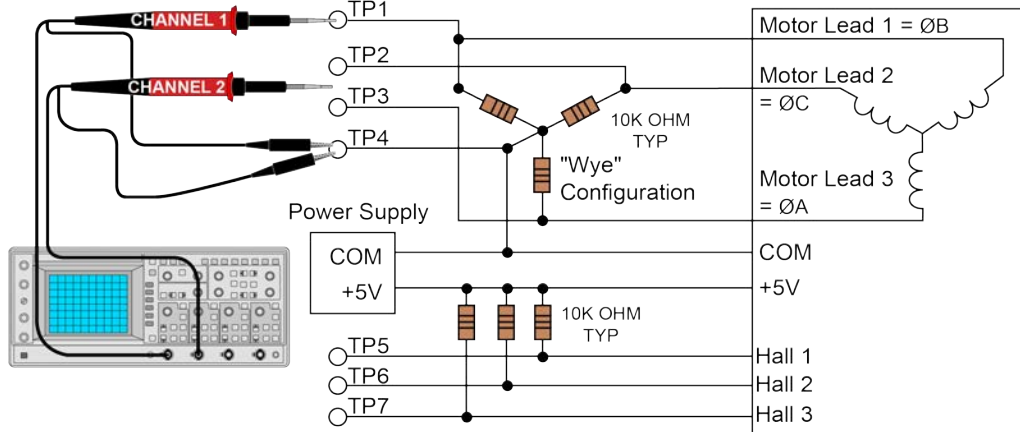 CHANNEL 1
TP1
Motor Lead 1 = ØB
TP2
CHANNEL 2
Motor Lead 2
= ØC
TP3
10K OHM
TYP
TP4
"Wye"
Configuration
Motor Lead 3
= ØA
Power Supply
COM
COM
+5V
+5V
10K OHM
TYP
TP5
Hall 1
TP6
Hall 2
TP7
Hall 3